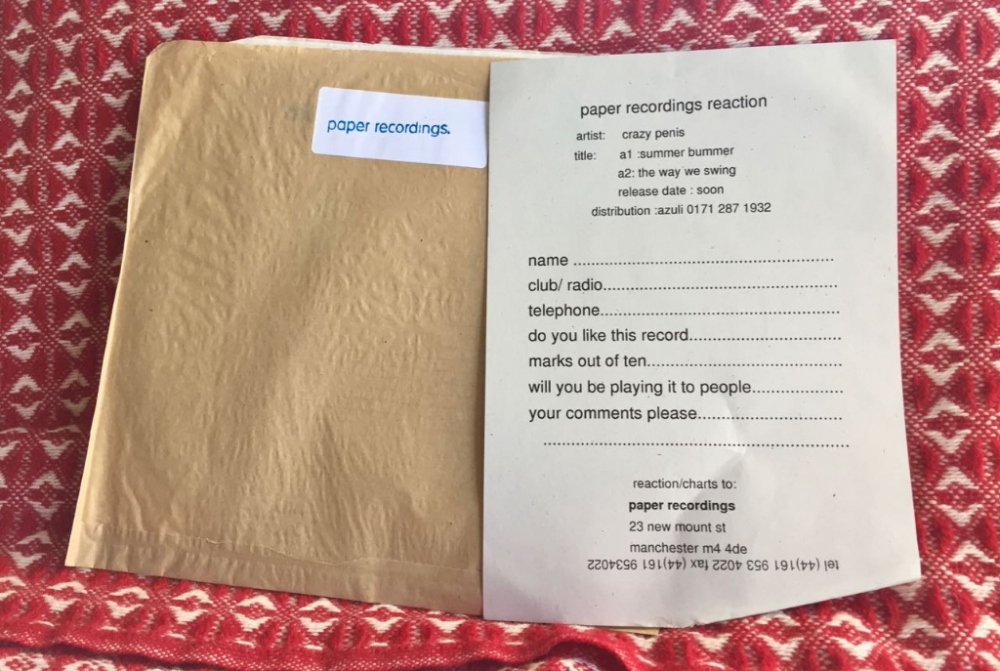 paper recordings.
paper recordings reaction
artist: crazy penis
title: a1 :summer bummer
a2: the way we swing
release date : soon
distribution :azuli 0171 287 1932
name ............................................................
club/ radio......................................................
telephone......................................................
do you like this record...................................
marks out of ten............................................
will you be playing it to people.....................
your comments please.................................
......................................................................
reaction/charts to:
paper recordings
23 new mount st
manchester m4 4de
tel (44)161 953 4022 fax (44)161 9534022